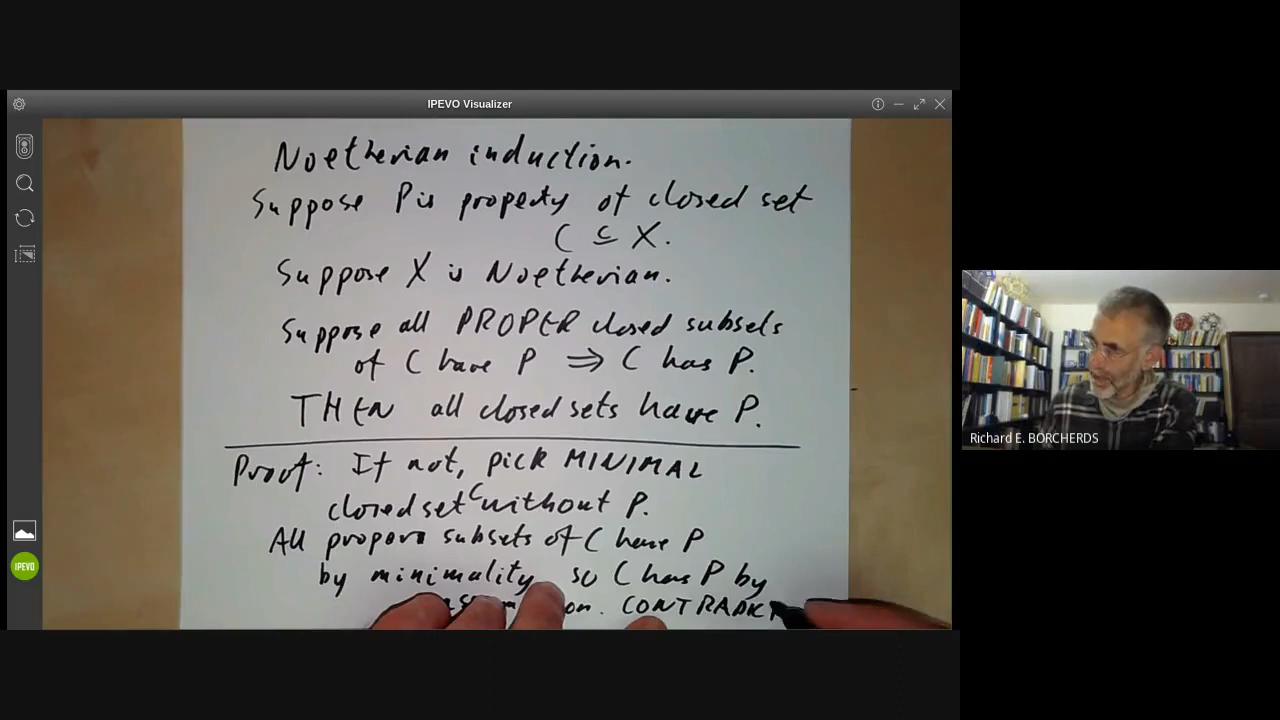 IPEVO Visualizer
Noetherian induction.
Suppose P is property of closed set
C ⊆ X.
Suppose X is Noetherian.
Suppose all PROPER closed subsets
of C have P ⇒ C has P.
THEN all closed sets have P.
Proof: If not, PICK MINIMAL
closed set C without P.
All proper subsets of C have P
by minimality so C has P by
CONTRADICT
IPEVO
Richard E. BORCHERDS